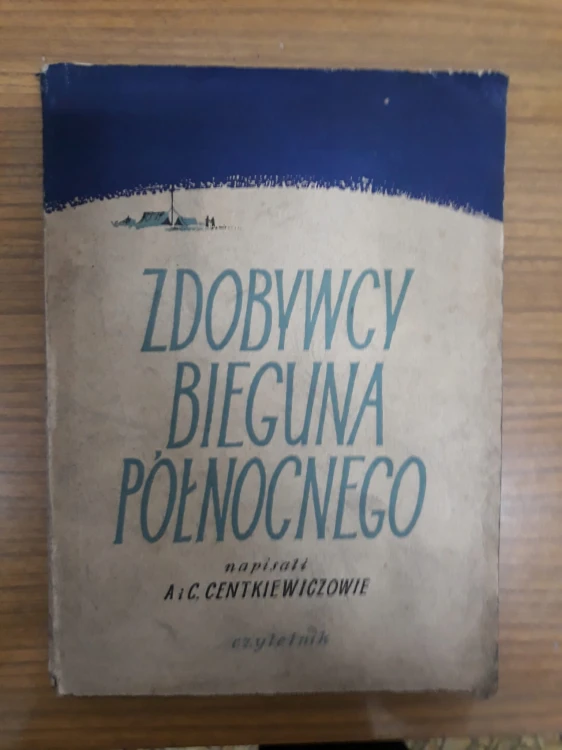 ZDOBYWCY
BIEGUNA
PÓŁNOCNEGO
napisali
A i C. CENTKIEWICZOWIE
czytelnik